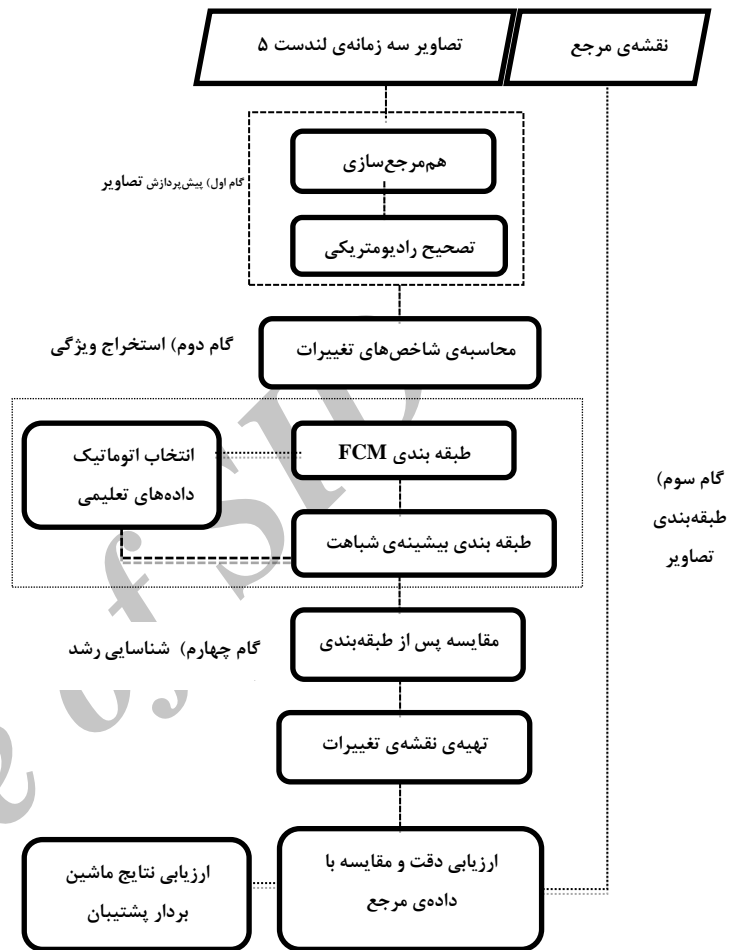 نقشه‌ی مرجع
تصاویر سه زمانه‌ی لندست ۵
هم‌مرجع‌سازی
گام اول) پیش‌پردازش تصاویر
تصحیح رادیومتریکی
محاسبه‌ی شاخص‌های تغییرات
گام دوم) استخراج ویژگی
طبقه بندی FCM
انتخاب اتوماتیک
داده‌های تعلیمی
گام سوم)
طبقه‌بندی
تصاویر
طبقه بندی بیشینه‌ی شباهت
مقایسه پس از طبقه‌بندی
گام چهارم) شناسایی رشد
تهیه‌ی نقشه‌ی تغییرات
ارزیابی دقت و مقایسه با
داده‌ی مرجع
ارزیابی نتایج ماشین
بردار پشتیبان
of SID